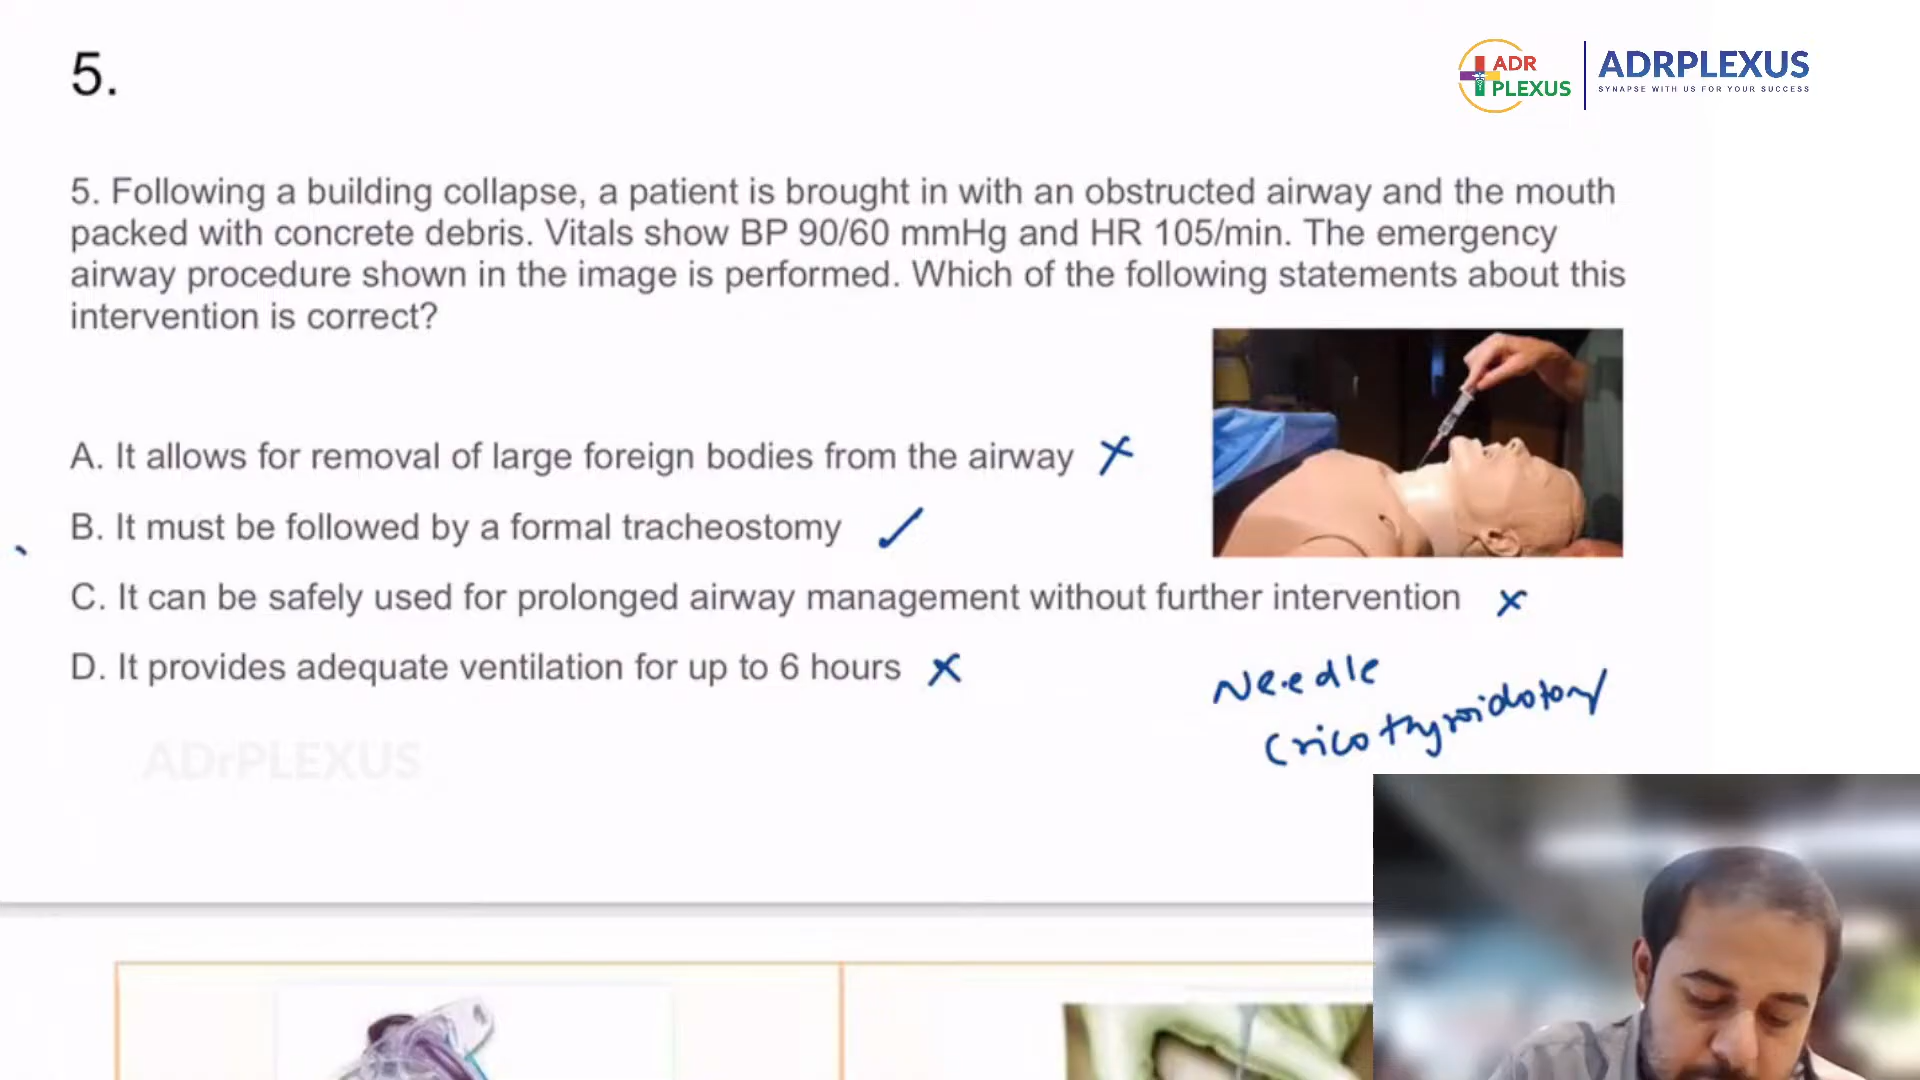 5.
ADR
PLEXUS
ADRPLEXUS
SYNAPSE WITH US FOR YOUR SUCCESS
5. Following a building collapse, a patient is brought in with an obstructed airway and the mouth
packed with concrete debris. Vitals show BP 90/60 mmHg and HR 105/min. The emergency
airway procedure shown in the image is performed. Which of the following statements about this
intervention is correct?
A. It allows for removal of large foreign bodies from the airway
B. It must be followed by a formal tracheostomy
C. It can be safely used for prolonged airway management without further intervention
D. It provides adequate ventilation for up to 6 hours
Needle
Cricothyroidotomy
ADrPLEXUS